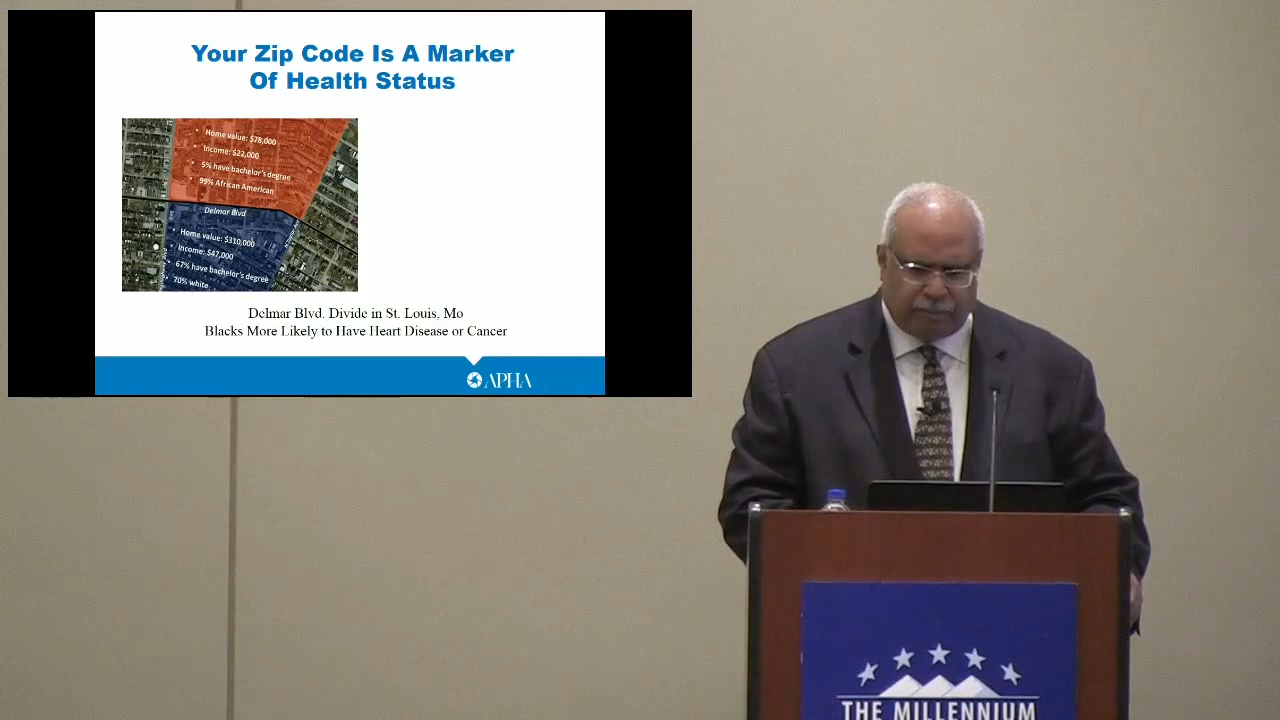 Your Zip Code Is A Marker
Of Health Status
• Home value: $78,000
• Income: $22,000
• 5% have bachelor's degree
• 99% African American
Delmar Blvd
• Home value: $310,000
• Income: $47,000
• 67% have bachelor's degree
• 70% white
Delmar Blvd. Divide in St. Louis, Mo
Blacks More Likely to Have Heart Disease or Cancer
APHA
THE MILLENNIUM